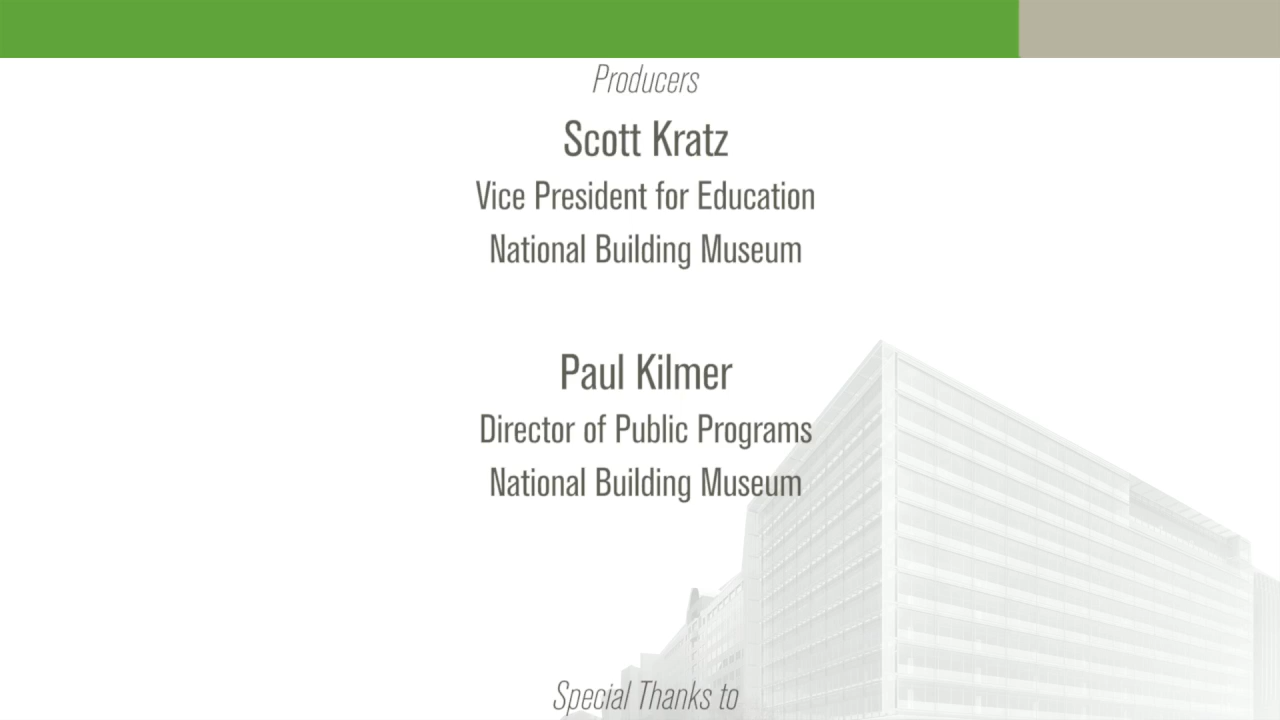 Producers
Scott Kratz
Vice President for Education
National Building Museum
Paul Kilmer
Director of Public Programs
National Building Museum
Special Thanks to